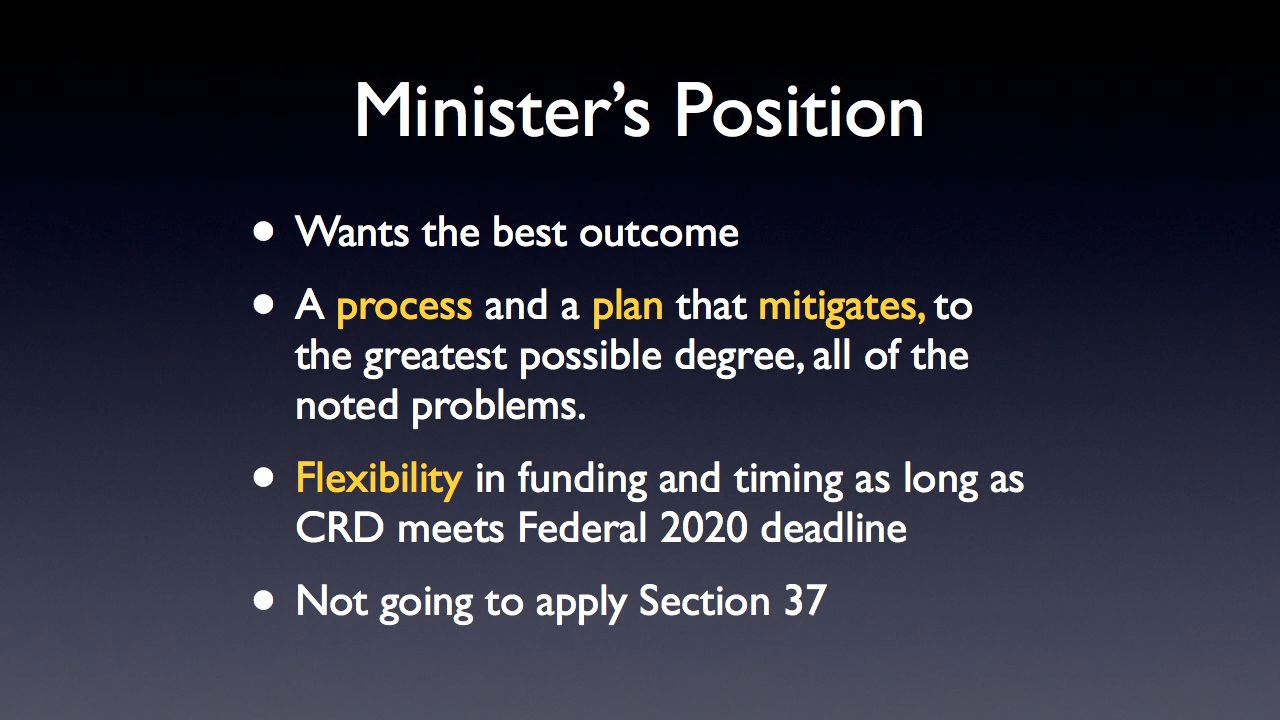 Minister’s Position
• Wants the best outcome
• A process and a plan that mitigates, to
the greatest possible degree, all of the
noted problems.
• Flexibility in funding and timing as long as
CRD meets Federal 2020 deadline
• Not going to apply Section 37